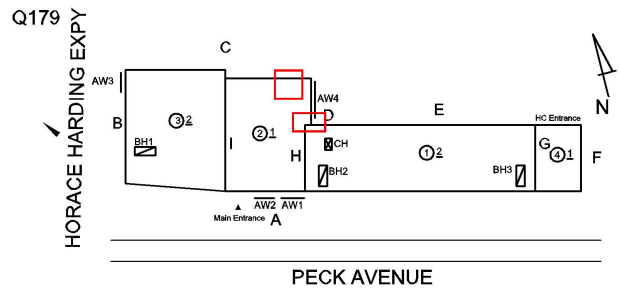 Q179
HORACE HARDING EXPY
C
AW3
AW4
D
E
HC Entrance
N
B
3 2
I
2 1
H
CH
1 2
G
4 1
F
BH1
BH2
BH3
Main Entrance
AW2
AW1
A
PECK AVENUE